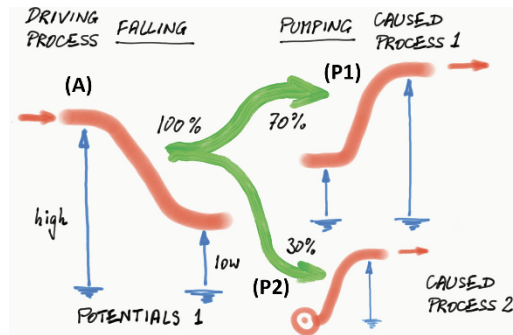 DRIVING
PROCESS FALLING
PUMPING
CAUSED
PROCESS 1
(A)
(P1)
100%
70%
high
low
30%
(P2)
POTENTIALS 1
CAUSED
PROCESS 2